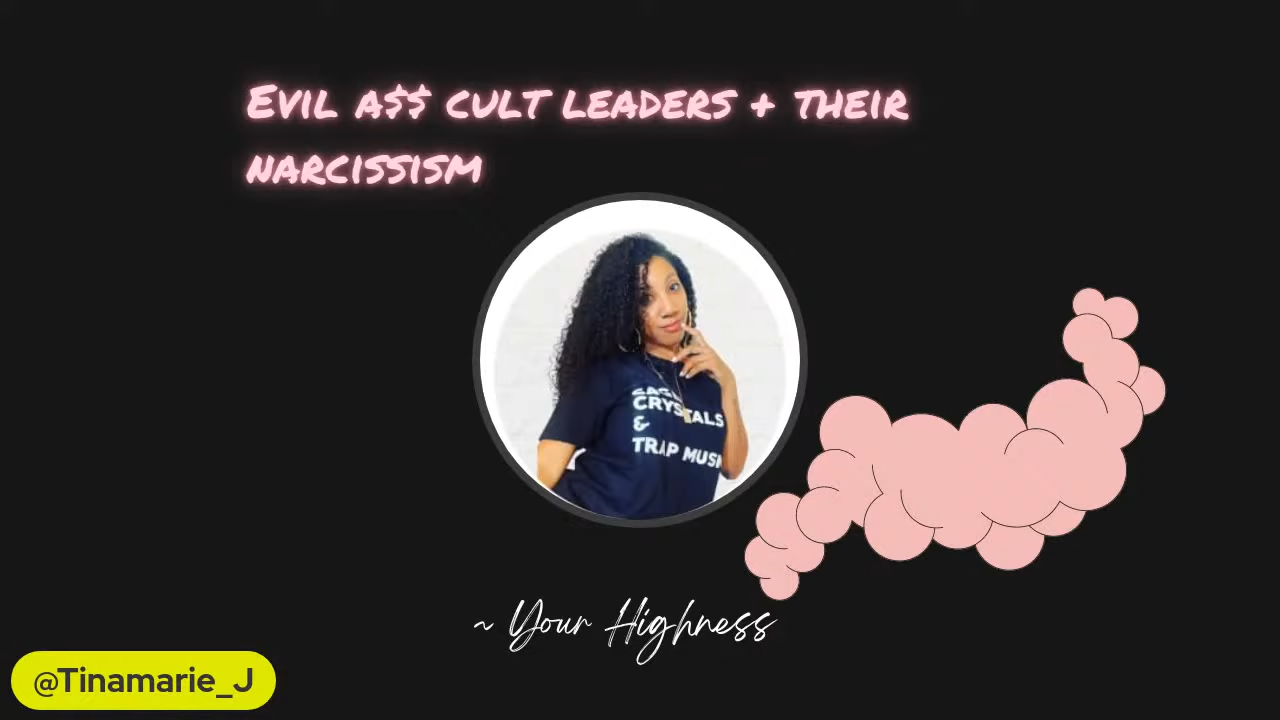 Evil a$$ cult leaders + their
narcissism
CRYSTALS
&
TRAP MUSI
~ Your Highness
@Tinamarie_J